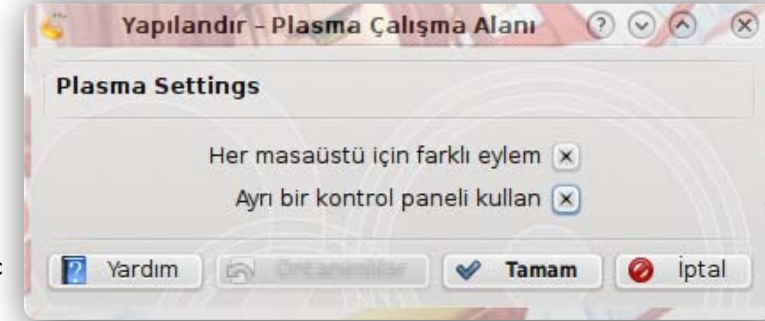 Yapılandır – Plasma Çalışma Alanı
Plasma Settings
Her masaüstü için farklı eylem
Ayrı bir kontrol paneli kullan
Yardım Öntanımlılar Tamam İptal